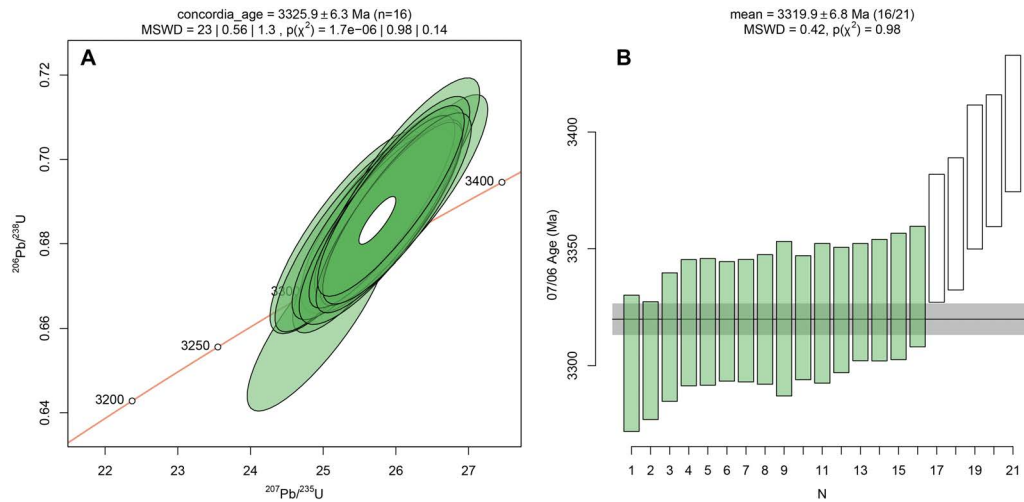 concordia_age = 3325.9 ± 6.3 Ma (n=16)
MSWD = 23 | 0.56 | 1.3 , p(χ²) = 1.7e−06 | 0.98 | 0.14
A
0.72
0.70
0.68
0.66
0.64
²⁰⁶Pb/²³⁸U
3400
3300
3250
3200
22 23 24 25 26 27
²⁰⁷Pb/²³⁵U
mean = 3319.9 ± 6.8 Ma (16/21)
MSWD = 0.42, p(χ²) = 0.98
B
3400
3350
3300
07/06 Age (Ma)
1 2 3 4 5 6 7 8 9 11 13 15 17 19 21
N